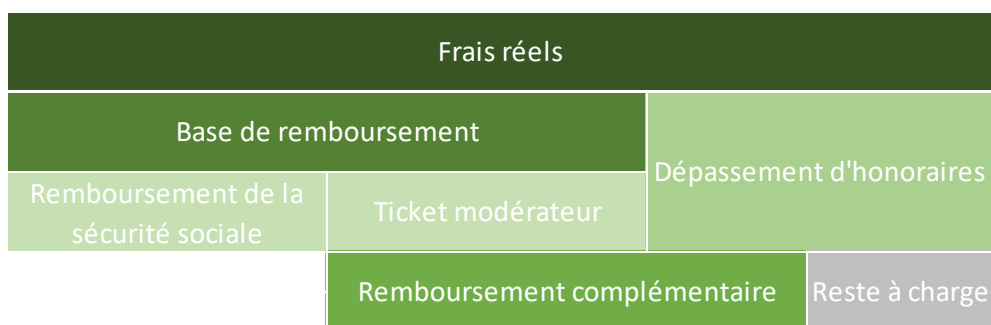 Frais réels
Base de remboursement
Dépassement d'honoraires
Remboursement de la
sécurité sociale
Ticket modérateur
Remboursement complémentaire
Reste à charge